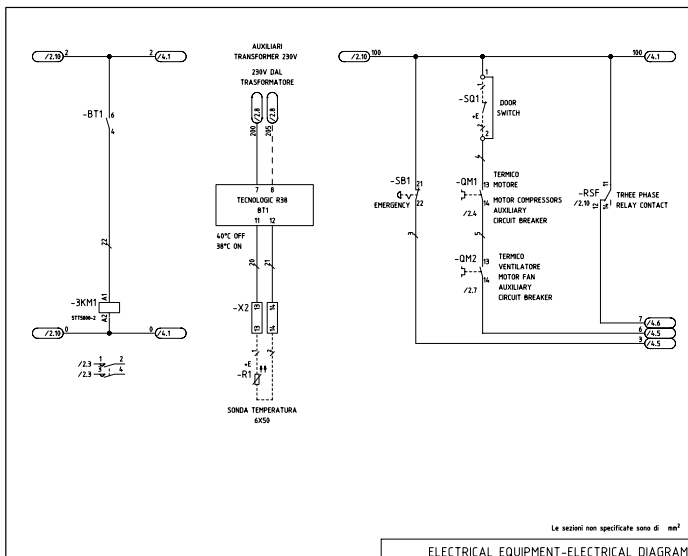 /2.10 2
2 /4.1
-BT1 6
4
22
-3KM1 A1
A2
STT5800-2
/2.10 0
0 /4.1
/2.3 1 2
/2.3 3 4
AUXILIARI
TRANSFORMER 230V
230V DAL
TRASFORMATORE
/2.8 /2.8
200 205
7 8
TECNOLOGIC R38
BT1
11 12
40°C OFF
38°C ON
20 21
-X2 13 14
13 14
1 2
+E
-R1
SONDA TEMPERATURA
6X50
/2.10 100
100 /4.1
1
1
-SQ1
DOOR
SWITCH
+E
2
2
4
-SB1 21
22
EMERGENCY
3
-QM1 13
14
/2.4
TERMICO
MOTORE
MOTOR COMPRESSORS
AUXILIARY
CIRCUIT BREAKER
5
-QM2 13
14
/2.7
TERMICO
VENTILATORE
MOTOR FAN
AUXILIARY
CIRCUIT BREAKER
-RSF 11
/2.10 12 14
TRHEE PHASE
RELAY CONTACT
7 /4.6
6 /4.5
3 /4.5
Le sezioni non specificate sono di mm²
ELECTRICAL EQUIPMENT-ELECTRICAL DIAGRAM